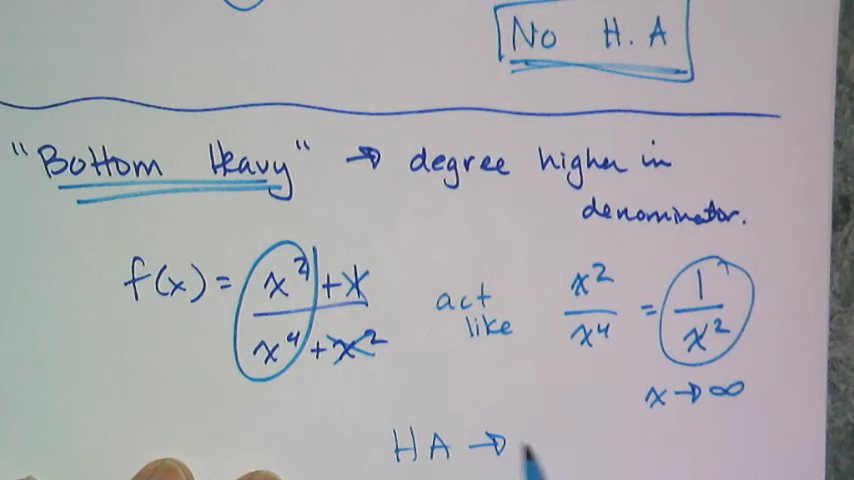 No H.A
"Bottom Heavy" → degree higher in
denominator.
f(x) = x²+x / x⁴+x² act like x²/x⁴ = 1/x²
x→∞
HA →